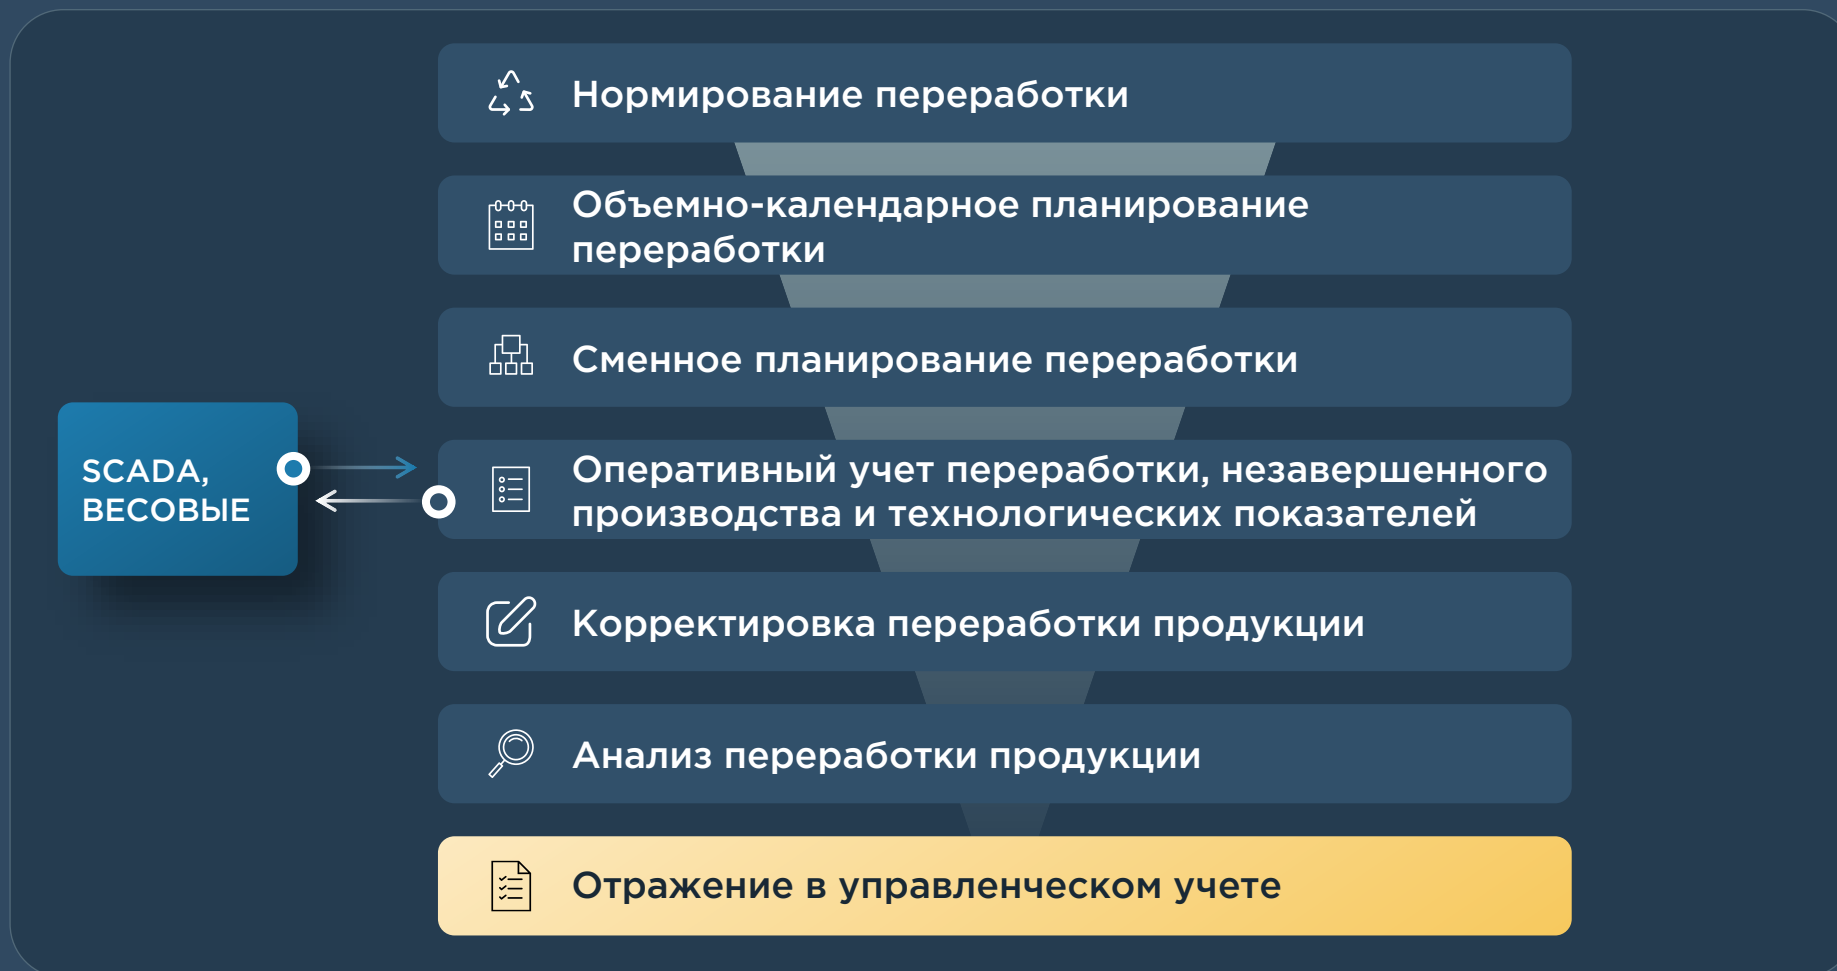 Нормирование переработки
Объемно-календарное планирование
переработки
Сменное планирование переработки
SCADA,
ВЕСОВЫЕ
Оперативный учет переработки, незавершенного
производства и технологических показателей
Корректировка переработки продукции
Анализ переработки продукции
Отражение в управленческом учете